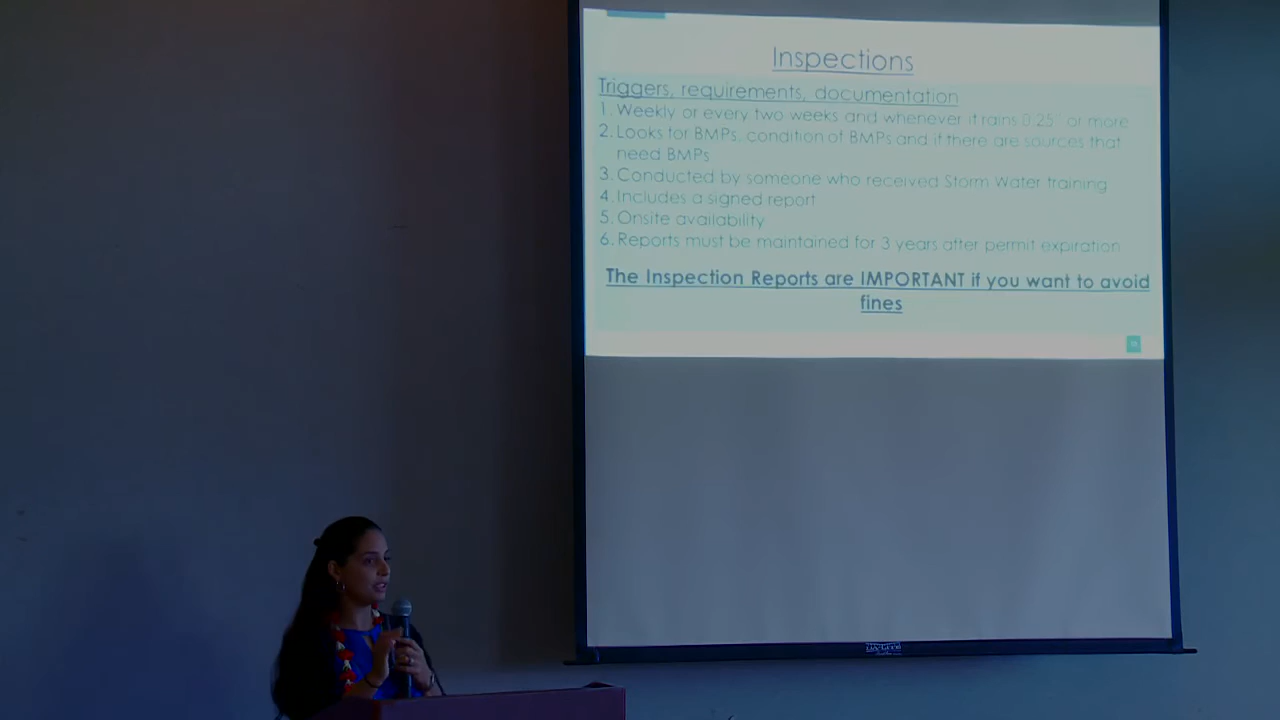 Inspections
Triggers, requirements, documentation
1. Weekly or every two weeks and whenever it rains 0.25" or more
2. Looks for BMPs, condition of BMPs and if there are sources that
need BMPs
3. Conducted by someone who received Storm Water training
4. Includes a signed report
5. Onsite availability
6. Reports must be maintained for 3 years after permit expiration
The Inspection Reports are IMPORTANT if you want to avoid
fines
DA-LITE